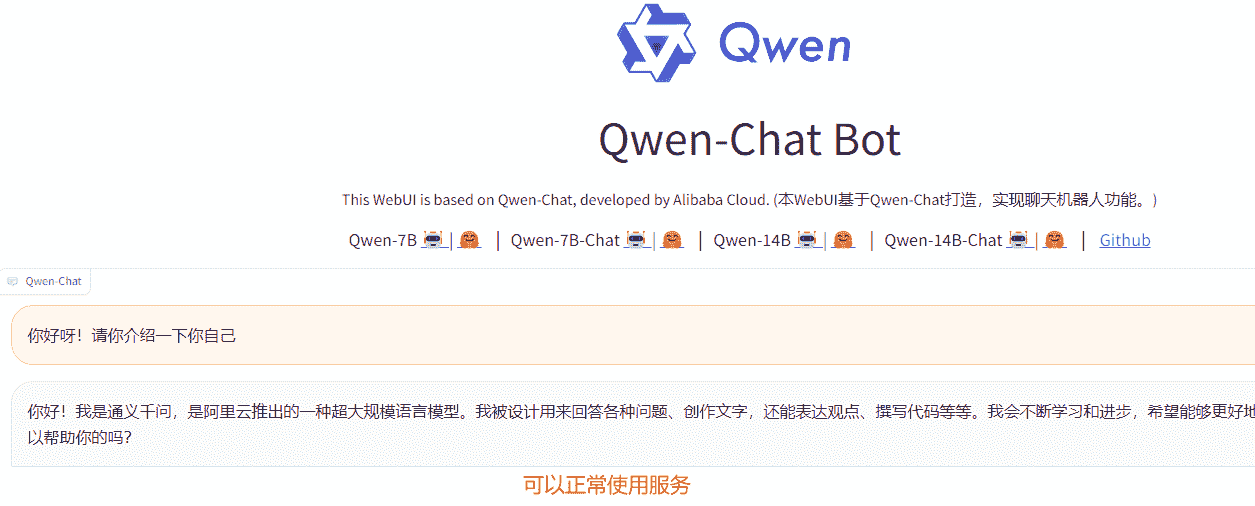 Qwen
Qwen-Chat Bot
This WebUI is based on Qwen-Chat, developed by Alibaba Cloud. (本WebUI基于Qwen-Chat打造，实现聊天机器人功能。)
Qwen-7B | | Qwen-7B-Chat | | Qwen-14B | | Qwen-14B-Chat | | Github
Qwen-Chat
你好呀！请你介绍一下你自己
你好！我是通义千问，是阿里云推出的一种超大规模语言模型。我被设计用来回答各种问题、创作文字，还能表达观点、撰写代码等等。我会不断学习和进步，希望能够更好地
以帮助你的吗？
可以正常使用服务